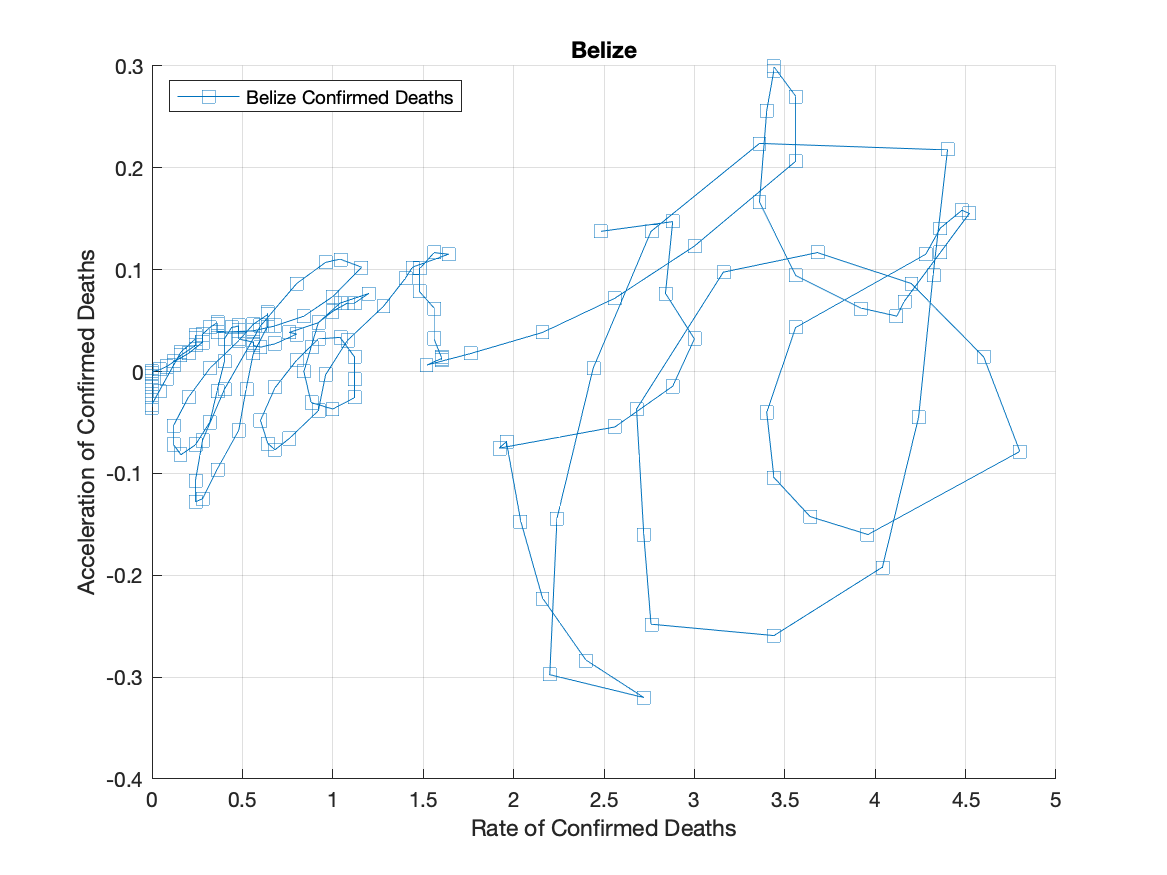 Belize
Belize Confirmed Deaths
Acceleration of Confirmed Deaths
0.3
0.2
0.1
0
-0.1
-0.2
-0.3
-0.4
0 0.5 1 1.5 2 2.5 3 3.5 4 4.5 5
Rate of Confirmed Deaths